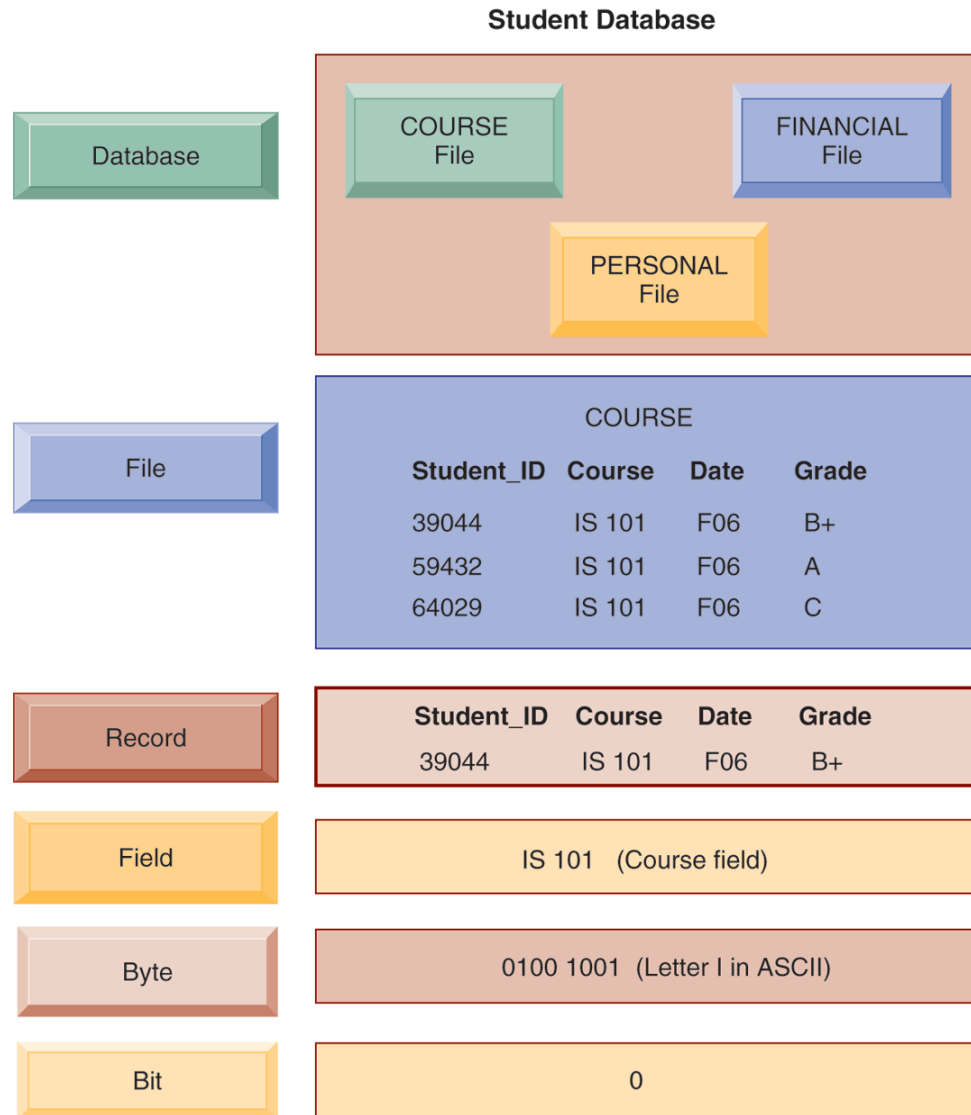 Student Database
Database
COURSE
File
FINANCIAL
File
PERSONAL
File
File
COURSE
Student_ID Course Date Grade
39044 IS 101 F06 B+
59432 IS 101 F06 A
64029 IS 101 F06 C
Record
Student_ID Course Date Grade
39044 IS 101 F06 B+
Field
IS 101 (Course field)
Byte
0100 1001 (Letter I in ASCII)
Bit
0